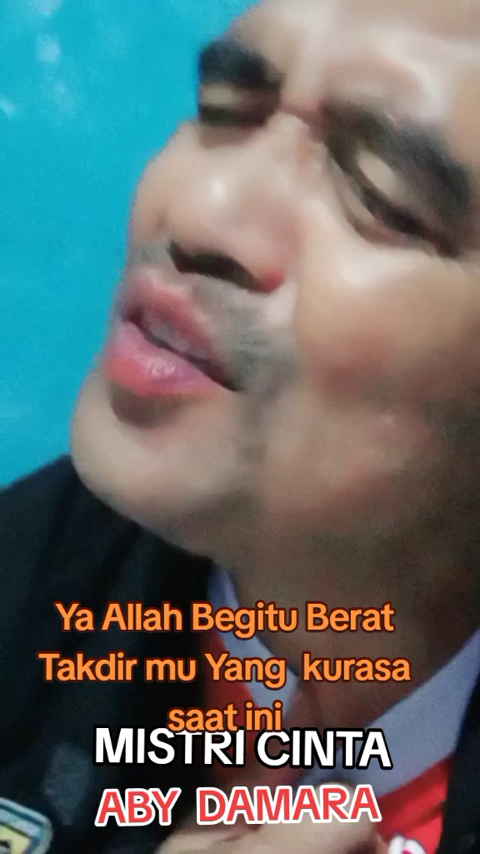 Ya Allah Begitu Berat
Takdir mu Yang kurasa
saat ini
MISTRI CINTA
ABY DAMARA